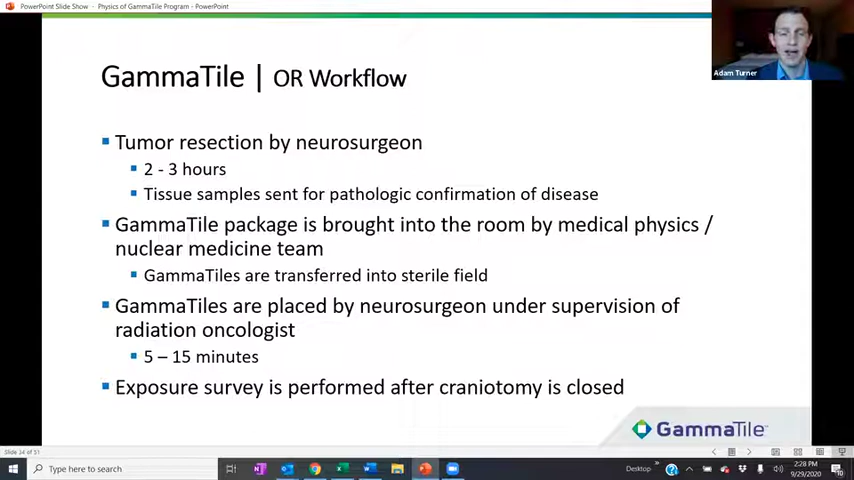 PowerPoint Slide Show - Physics of GammaTile Program - PowerPoint
Adam Turner
GammaTile | OR Workflow
Tumor resection by neurosurgeon
2 - 3 hours
Tissue samples sent for pathologic confirmation of disease
GammaTile package is brought into the room by medical physics /
nuclear medicine team
GammaTiles are transferred into sterile field
GammaTiles are placed by neurosurgeon under supervision of
radiation oncologist
5 – 15 minutes
Exposure survey is performed after craniotomy is closed
GammaTile
Type here to search
Desktop
2:28 PM
9/29/2020